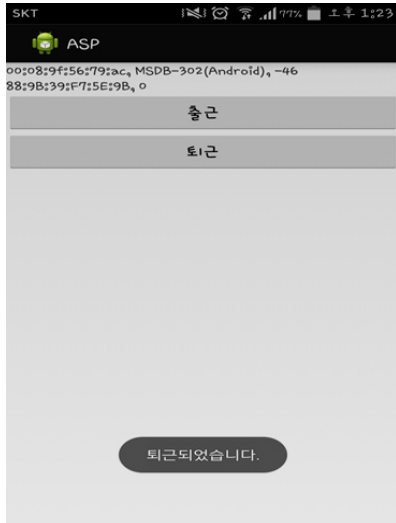 SKT 77% 오후 1:23
ASP
00:08:9f:56:79:ac, MSDB-302(Android), -46
88:9B:39:F7:5E:9B, 0
출근
퇴근
퇴근되었습니다.